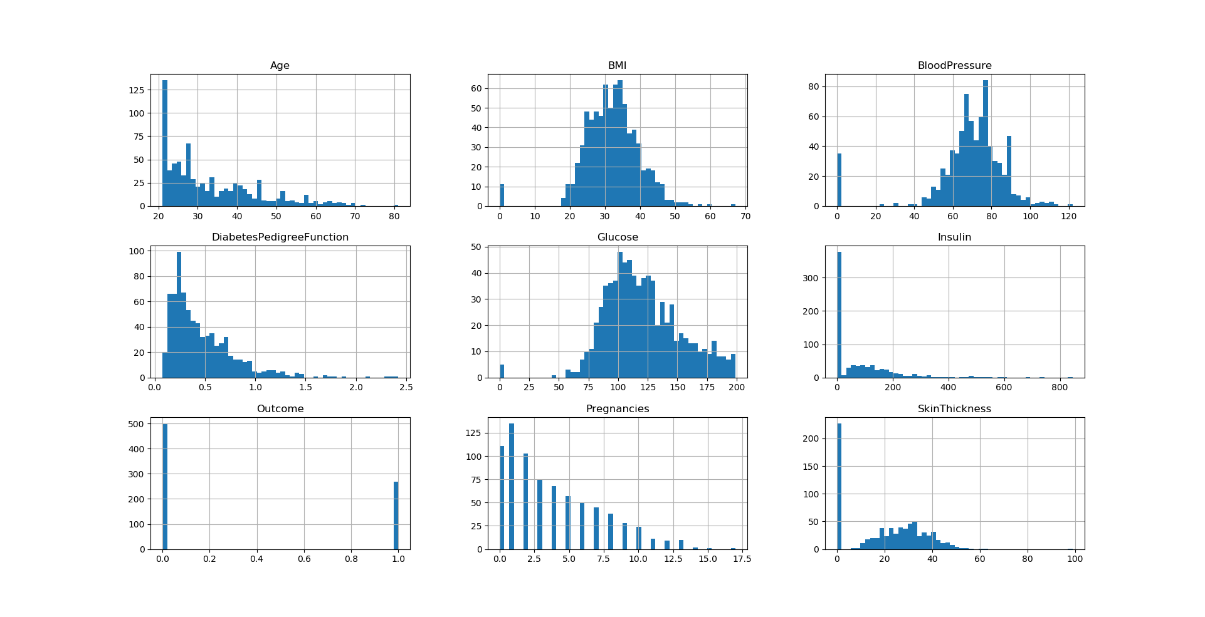 Age
125
100
75
50
25
0
20 30 40 50 60 70 80
BMI
60
50
40
30
20
10
0
0 10 20 30 40 50 60 70
BloodPressure
80
60
40
20
0
0 20 40 60 80 100 120
DiabetesPedigreeFunction
100
80
60
40
20
0
0.0 0.5 1.0 1.5 2.0 2.5
Glucose
50
40
30
20
10
0
0 25 50 75 100 125 150 175 200
Insulin
300
200
100
0
0 200 400 600 800
Outcome
500
400
300
200
100
0
0.0 0.2 0.4 0.6 0.8 1.0
Pregnancies
125
100
75
50
25
0
0.0 2.5 5.0 7.5 10.0 12.5 15.0 17.5
SkinThickness
200
150
100
50
0
0 20 40 60 80 100